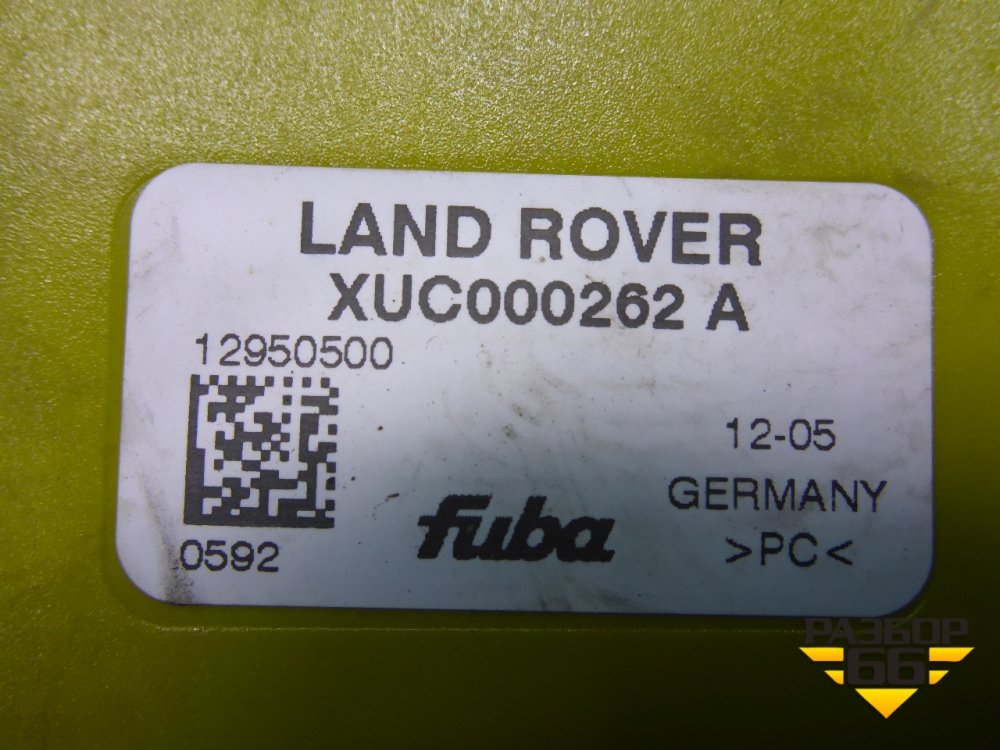 LAND ROVER
XUC000262 A
12950500
12-05
GERMANY
fuba
0592
>PC<
РАЗБОР
66